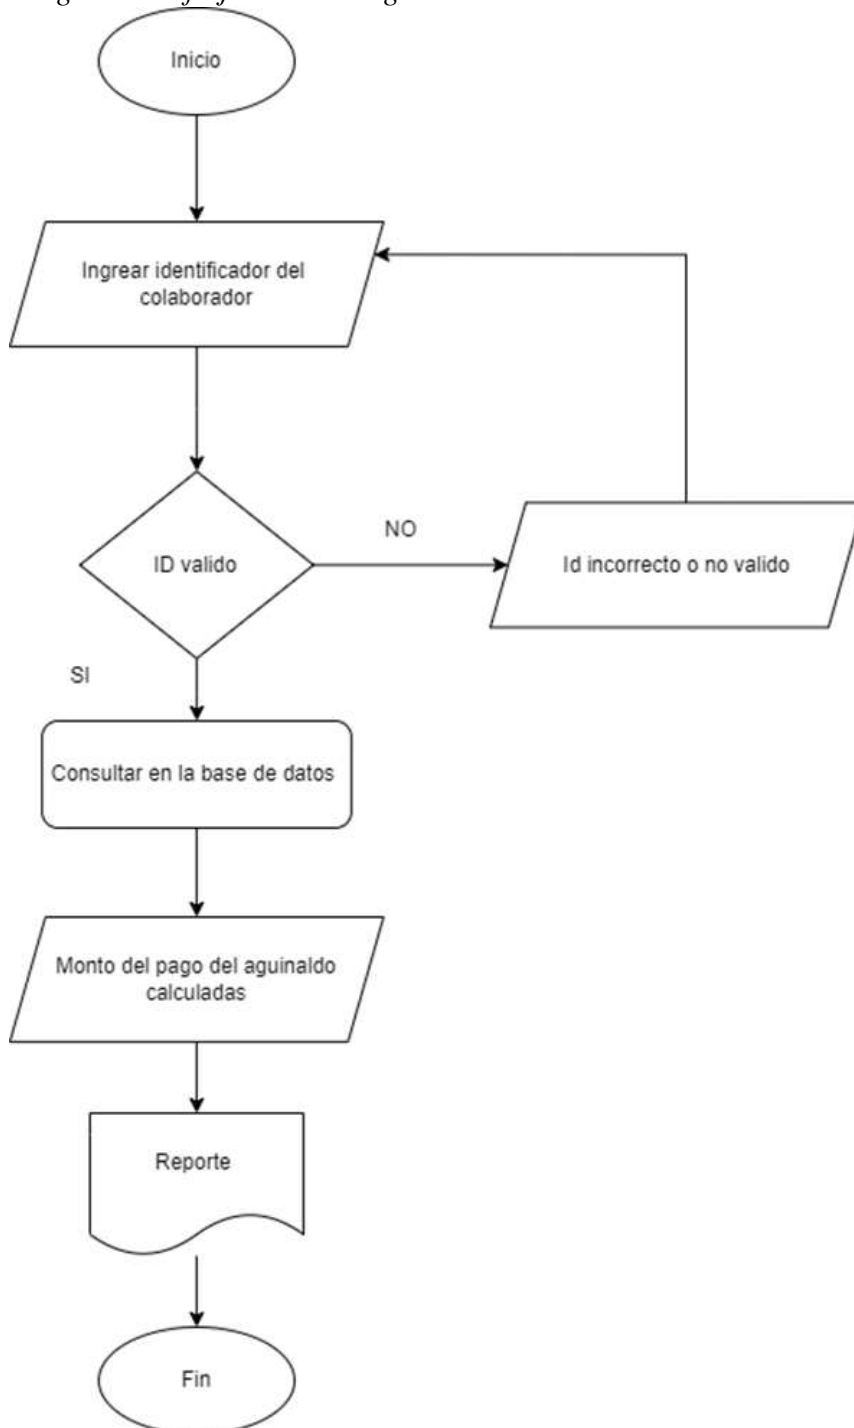 Inicio
Ingrear identificador del
colaborador
ID valido
NO
Id incorrecto o no valido
SI
Consultar en la base de datos
Monto del pago del aguinaldo
calculadas
Reporte
Fin